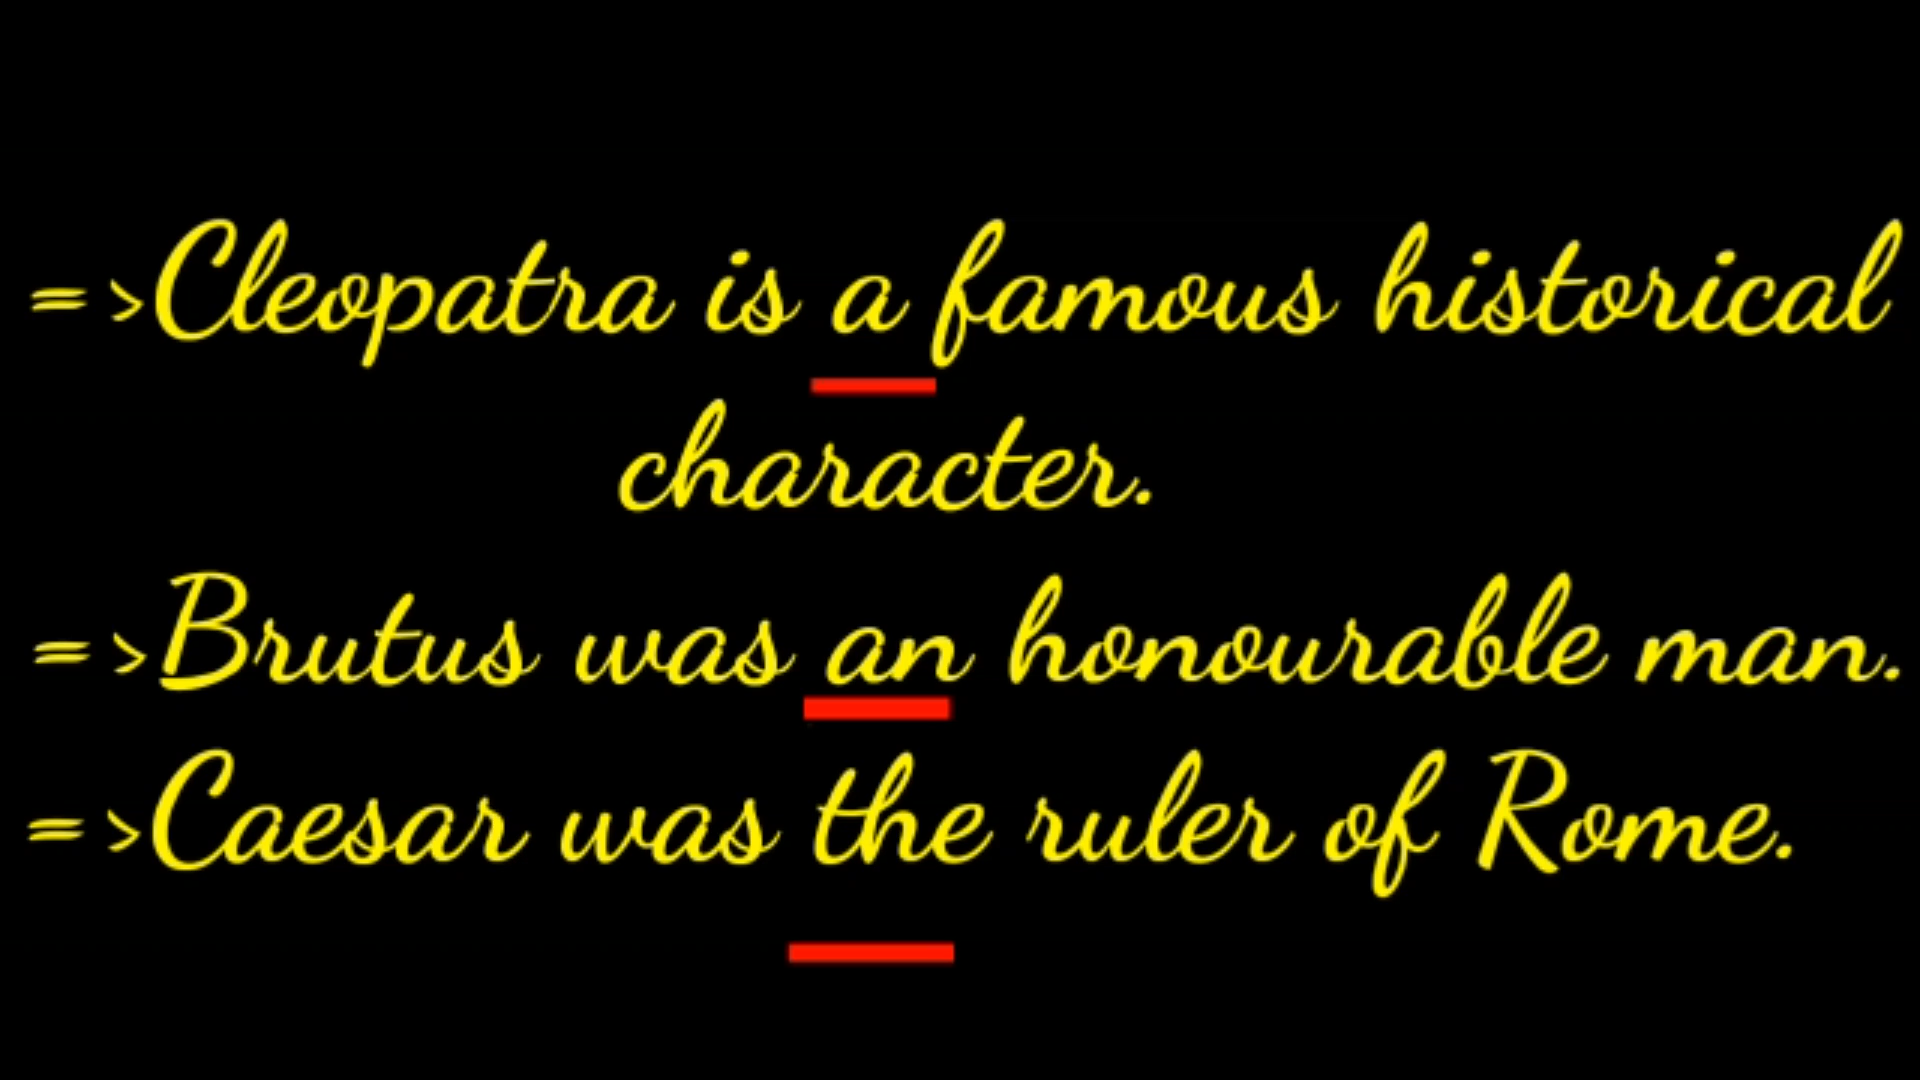 =>Cleopatra is a famous historical
character.
=>Brutus was an honourable man.
=>Caesar was the ruler of Rome.